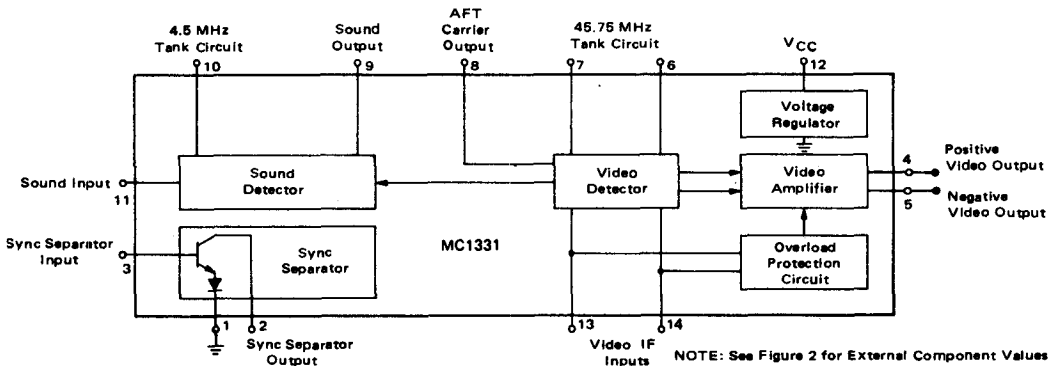 4.5 MHz
Tank Circuit
10
Sound
Output
9
AFT
Carrier
Output
8
45.75 MHz
Tank Circuit
7
6
VCC
12
Voltage
Regulator
Sound Input
11
Sound
Detector
Video
Detector
Video
Amplifier
4
Positive
Video Output
5
Negative
Video Output
Sync Separator
Input
3
Sync
Separator
MC1331
Overload
Protection
Circuit
1
2
Sync Separator
Output
13
14
Video IF
Inputs
NOTE: See Figure 2 for External Component Values